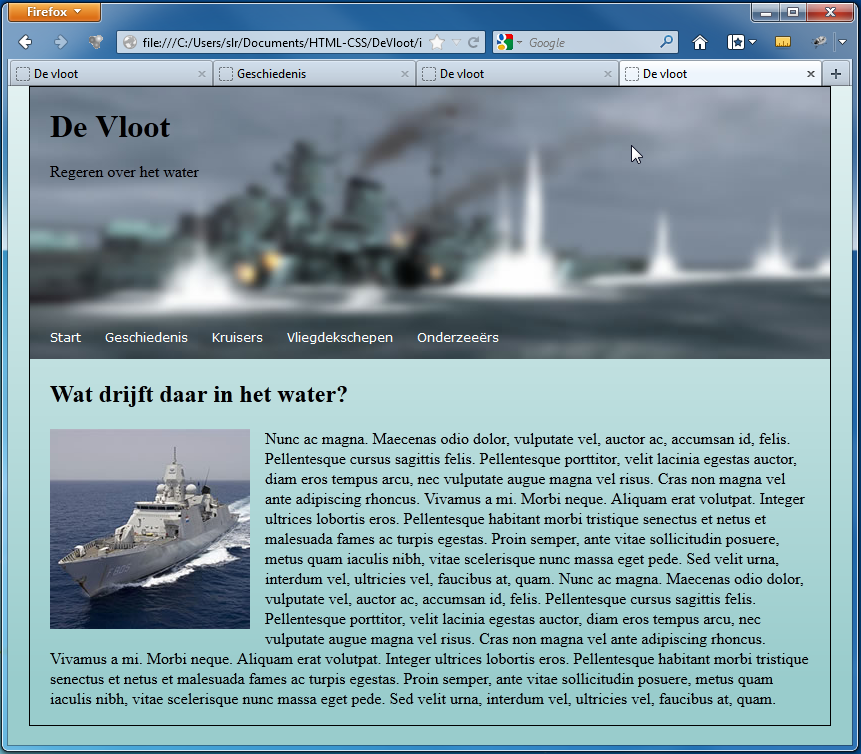 Firefox
file:///C:/Users/slr/Documents/HTML-CSS/DeVloot/i
Google
De vloot
Geschiedenis
De vloot
De vloot
De Vloot
Regeren over het water
Start
Geschiedenis
Kruisers
Vliegdekschepen
Onderzeeërs
Wat drijft daar in het water?
Nunc ac magna. Maecenas odio dolor, vulputate vel, auctor ac, accumsan id, felis.
Pellentesque cursus sagittis felis. Pellentesque porttitor, velit lacinia egestas auctor,
diam eros tempus arcu, nec vulputate augue magna vel risus. Cras non magna vel
ante adipiscing rhoncus. Vivamus a mi. Morbi neque. Aliquam erat volutpat. Integer
ultrices lobortis eros. Pellentesque habitant morbi tristique senectus et netus et
malesuada fames ac turpis egestas. Proin semper, ante vitae sollicitudin posuere,
metus quam iaculis nibh, vitae scelerisque nunc massa eget pede. Sed velit urna,
interdum vel, ultricies vel, faucibus at, quam. Nunc ac magna. Maecenas odio dolor,
vulputate vel, auctor ac, accumsan id, felis. Pellentesque cursus sagittis felis.
Pellentesque porttitor, velit lacinia egestas auctor, diam eros tempus arcu, nec
vulputate augue magna vel risus. Cras non magna vel ante adipiscing rhoncus.
Vivamus a mi. Morbi neque. Aliquam erat volutpat. Integer ultrices lobortis eros. Pellentesque habitant morbi tristique
senectus et netus et malesuada fames ac turpis egestas. Proin semper, ante vitae sollicitudin posuere, metus quam
iaculis nibh, vitae scelerisque nunc massa eget pede. Sed velit urna, interdum vel, ultricies vel, faucibus at, quam.